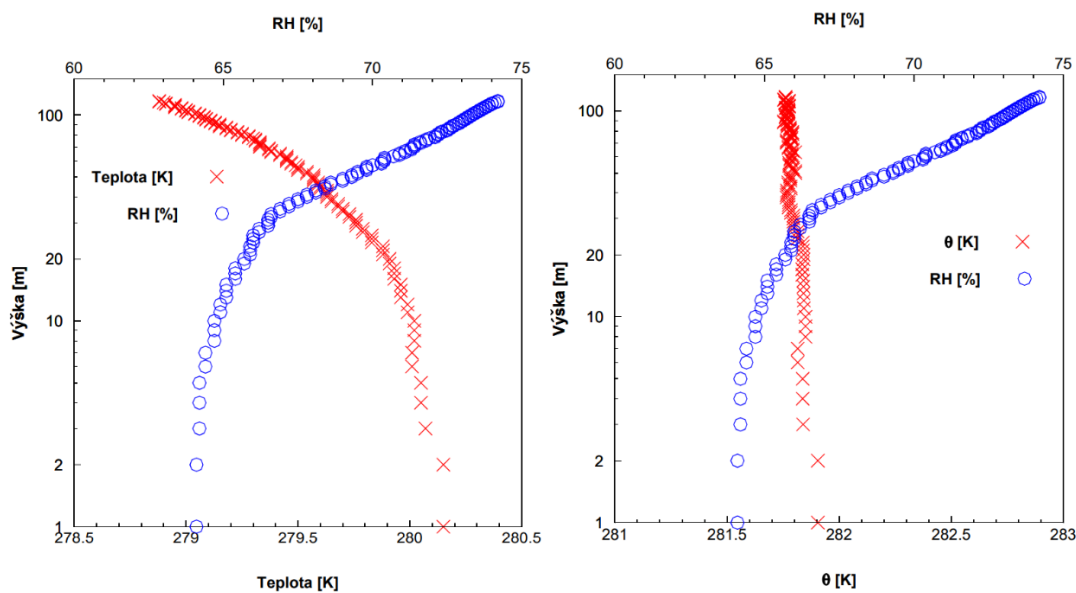 RH [%]
60 65 70 75
100
20
10
2
1
Výška [m]
Teplota [K]
RH [%]
278.5 279 279.5 280 280.5
Teplota [K]
RH [%]
60 65 70 75
100
20
10
2
1
Výška [m]
θ [K]
RH [%]
281 281.5 282 282.5 283
θ [K]